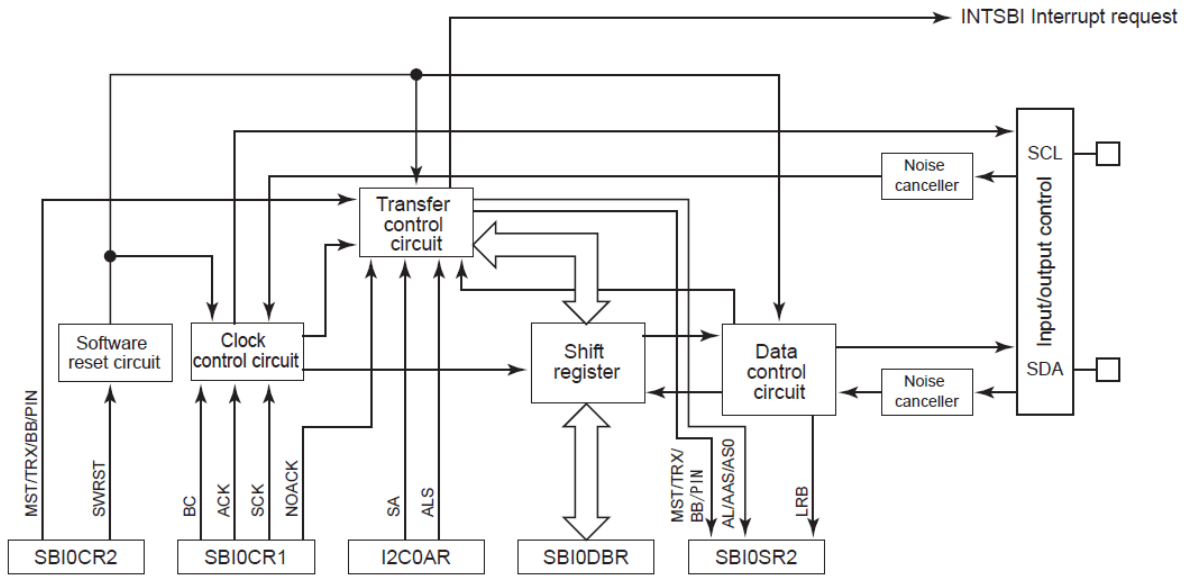 INTSBI Interrupt request
SCL
Input/output control
SDA
Noise
canceller
Transfer
control
circuit
Software
reset circuit
Clock
control circuit
Shift
register
Data
control
circuit
Noise
canceller
MST/TRX/BB/PIN
SWRST
BC
ACK
SCK
NOACK
SA
ALS
MST/TRX/
BB/PIN
AL/AAS/AS0
LRB
SBI0CR2
SBI0CR1
I2C0AR
SBI0DBR
SBI0SR2